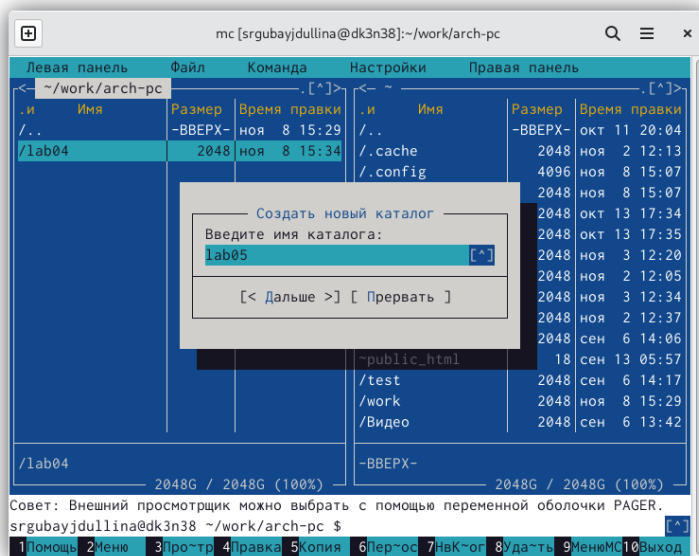 mc [srgubayjdullina@dk3n38]:~/work/arch-pc
Левая панель Файл Команда Настройки Правая панель
<— ~/work/arch-pc .[^]> <— ~ .[^]>
.и Имя Размер Время правки .и Имя Размер Время правки
/.. -ВВЕРХ- ноя 8 15:29 /.. -ВВЕРХ- окт 11 20:04
/lab04 2048 ноя 8 15:34 /.cache 2048 ноя 2 12:13
/.config 4096 ноя 8 15:07
2048 ноя 8 15:07
Создать новый каталог 2048 окт 13 17:34
Введите имя каталога: 2048 окт 13 17:35
lab05 [^] 2048 ноя 3 12:20
2048 ноя 2 12:05
[< Дальше >] [ Прервать ] 2048 ноя 3 12:34
2048 ноя 2 12:37
2048 сен 6 14:06
~public_html 18 сен 13 05:57
/test 2048 сен 6 14:17
/work 2048 ноя 8 15:29
/Видео 2048 сен 6 13:42
/lab04 -ВВЕРХ-
2048G / 2048G (100%) 2048G / 2048G (100%)
Совет: Внешний просмотрщик можно выбрать с помощью переменной оболочки PAGER.
srgubayjdullina@dk3n38 ~/work/arch-pc $ [^]
1Помощь 2Меню 3Про~тр 4Правка 5Копия 6Пер~ос 7НвК~ог 8Уда~ть 9МенюMC 10Выход